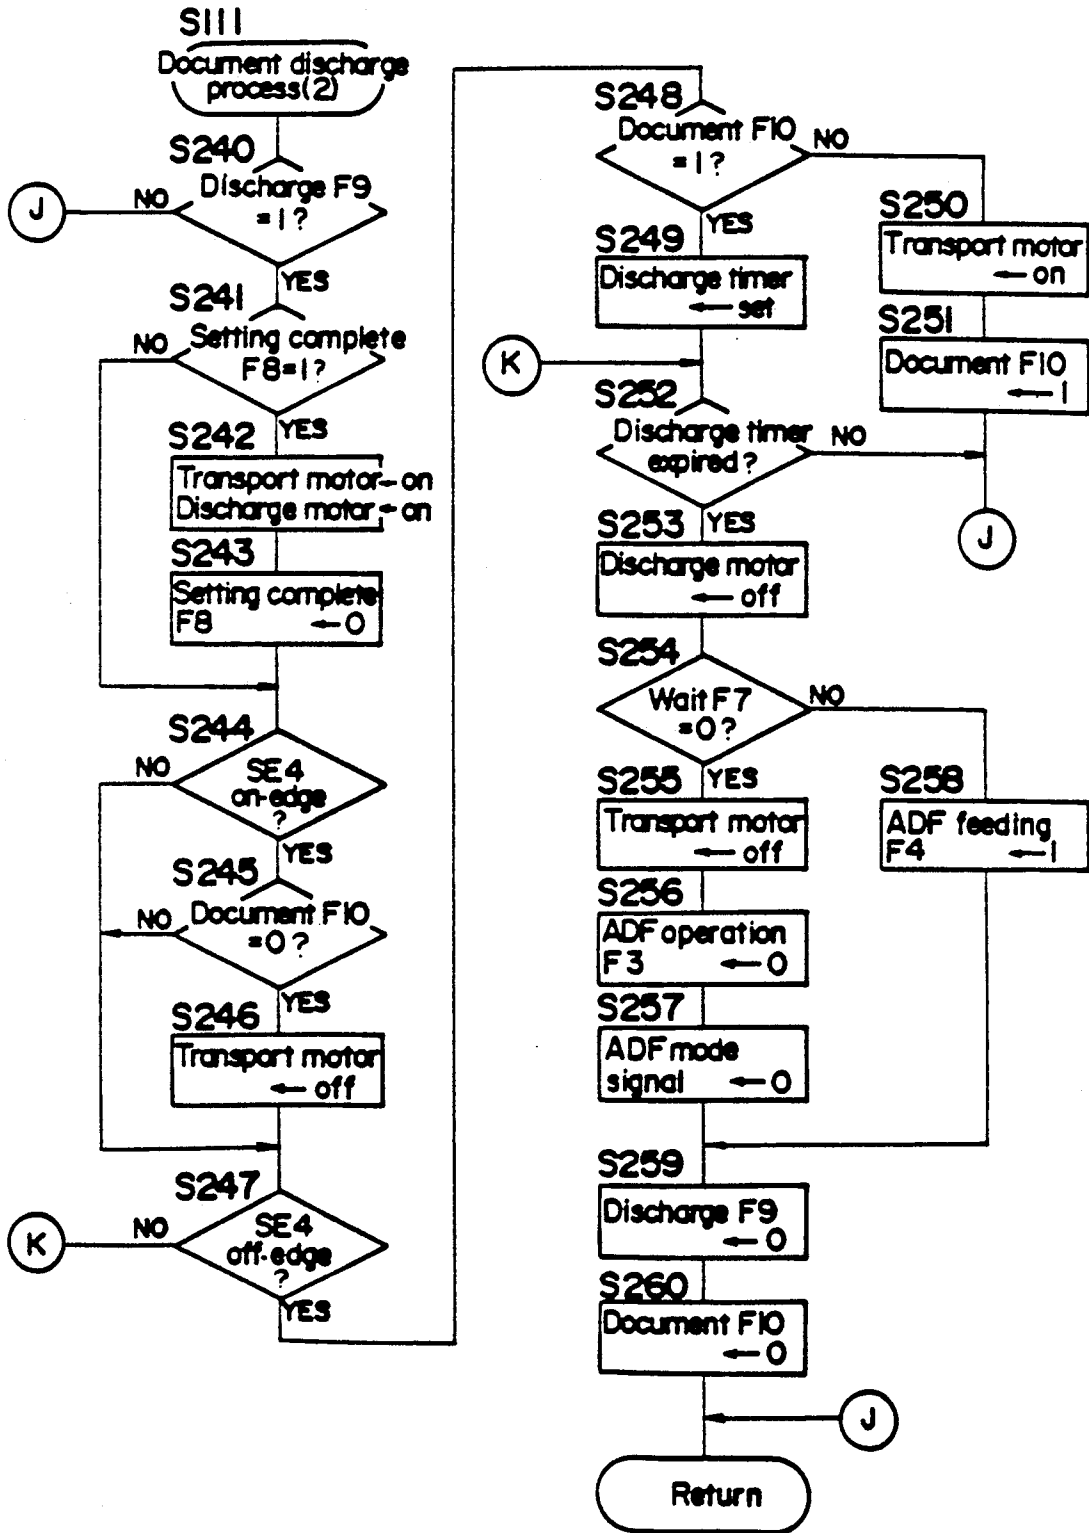 S111
Document discharge
process(2)
S240
Discharge F9
=1?
NO
J
YES
S241
Setting complete
F8=1?
NO
YES
S242
Transport motor←on
Discharge motor←on
S243
Setting complete
F8 ←0
S244
SE4
on-edge
?
NO
YES
S245
Document F10
=0?
NO
YES
S246
Transport motor
← off
S247
SE4
off-edge
?
NO
K
YES
S248
Document F10
=1?
NO
YES
S249
Discharge timer
← set
S250
Transport motor
← on
S251
Document F10
← 1
K
S252
Discharge timer
expired?
NO
J
YES
S253
Discharge motor
← off
S254
Wait F7
=0?
NO
YES
S255
Transport motor
← off
S256
ADF operation
F3 ← 0
S257
ADF mode
signal ← 0
S258
ADF feeding
F4 ← 1
S259
Discharge F9
← 0
S260
Document F10
← 0
J
Return